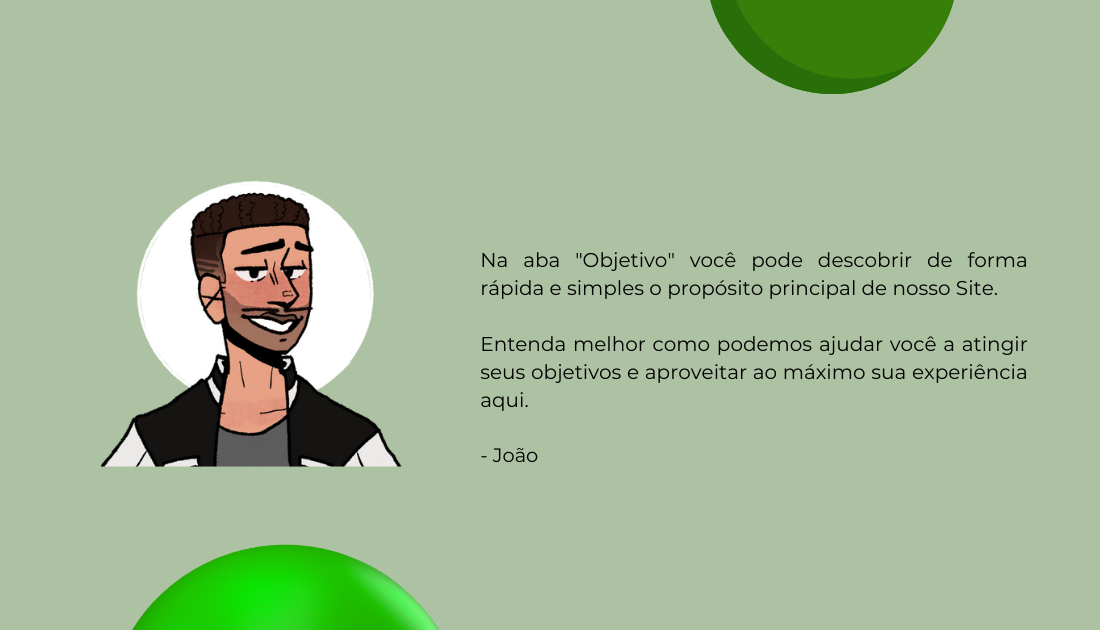 Na aba "Objetivo" você pode descobrir de forma
rápida e simples o propósito principal de nosso Site.
Entenda melhor como podemos ajudar você a atingir
seus objetivos e aproveitar ao máximo sua experiência
aqui.
- João